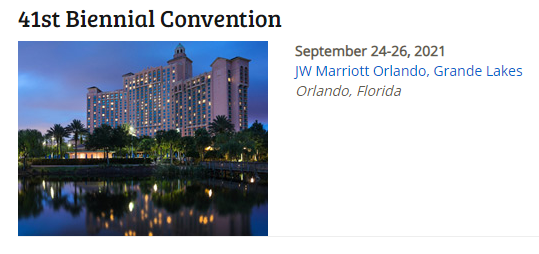 41st Biennial Convention
September 24-26, 2021
JW Marriott Orlando, Grande Lakes
Orlando, Florida